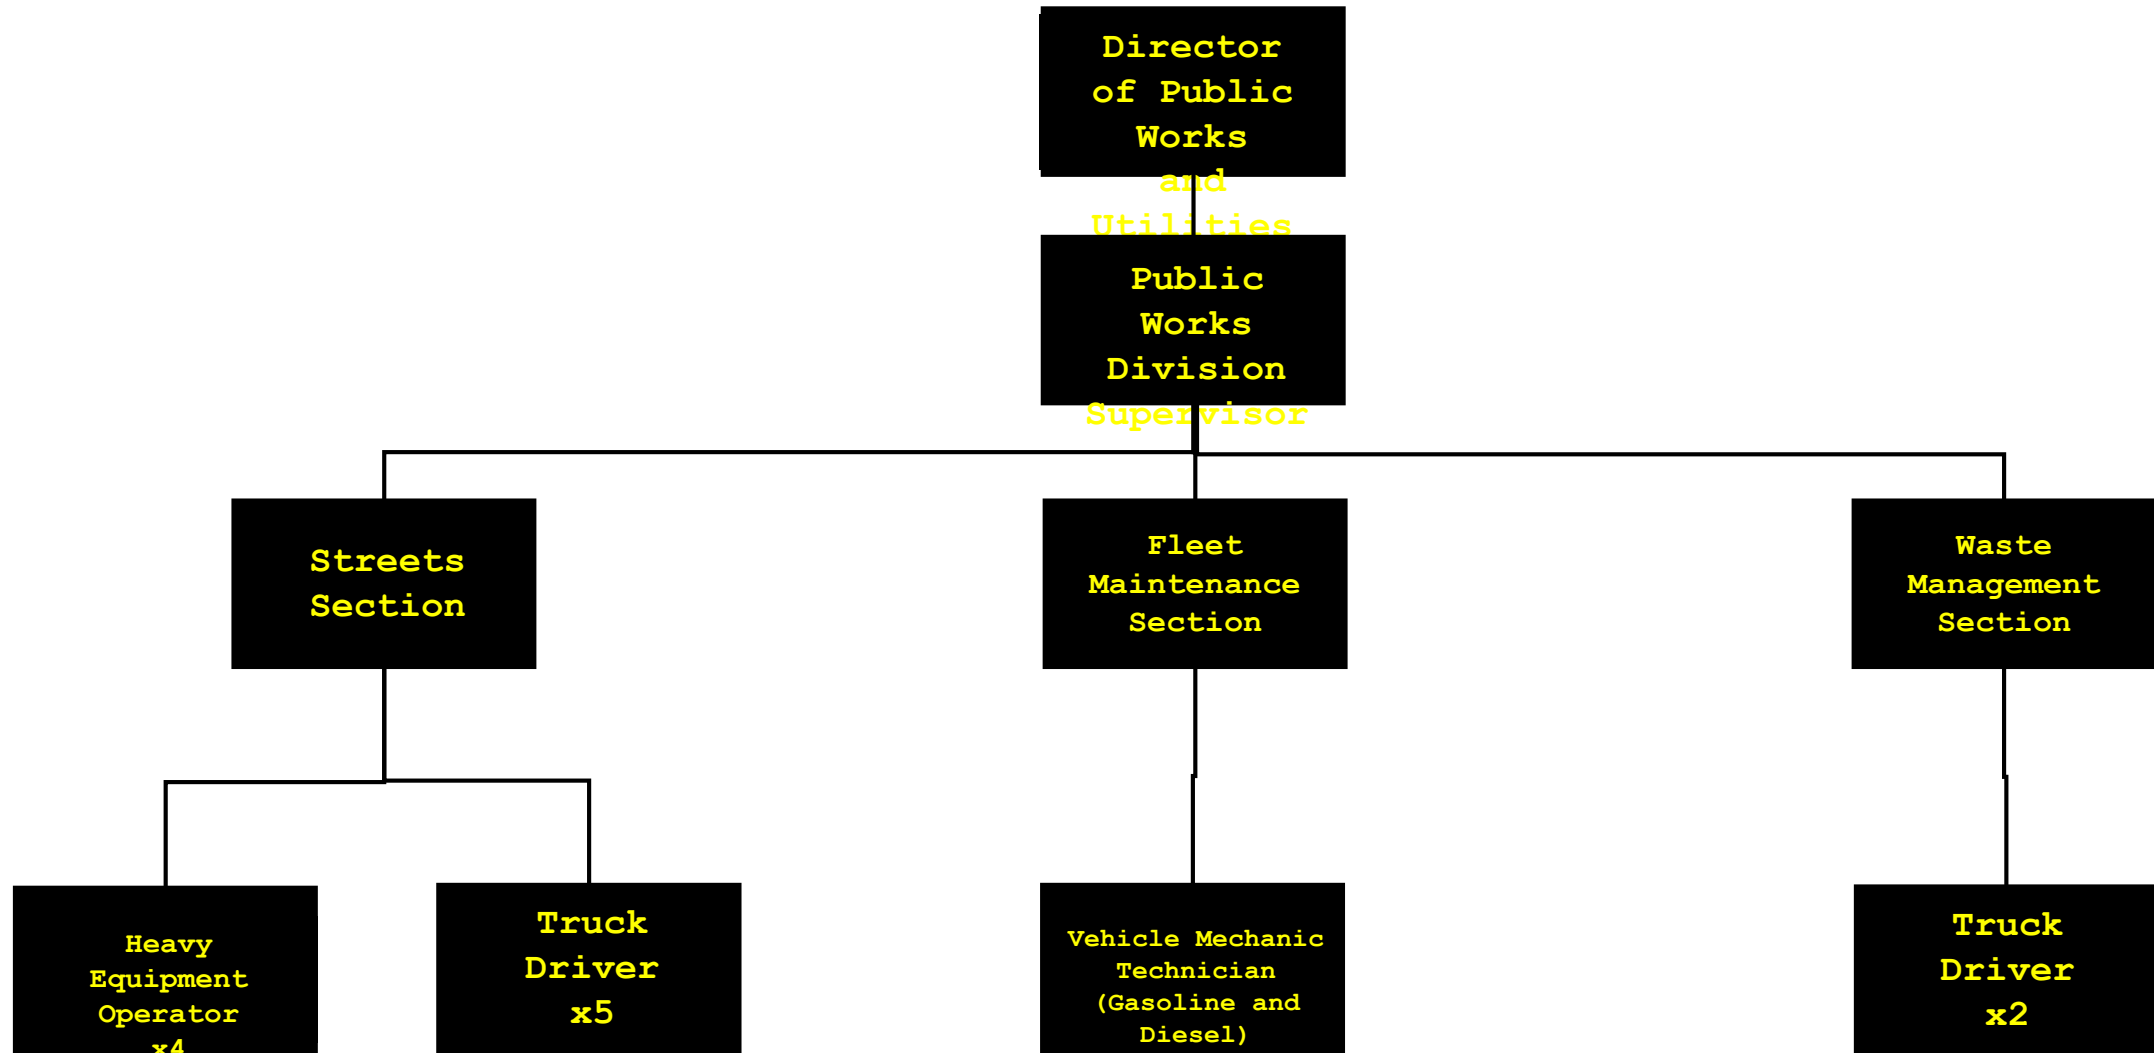 Director
of Public
Works
and
Utilities
Public
Works
Division
Supervisor
Streets
Section
Fleet
Maintenance
Section
Waste
Management
Section
Heavy
Equipment
Operator
x4
Truck
Driver
x5
Vehicle Mechanic
Technician
(Gasoline and
Diesel)
Truck
Driver
x2